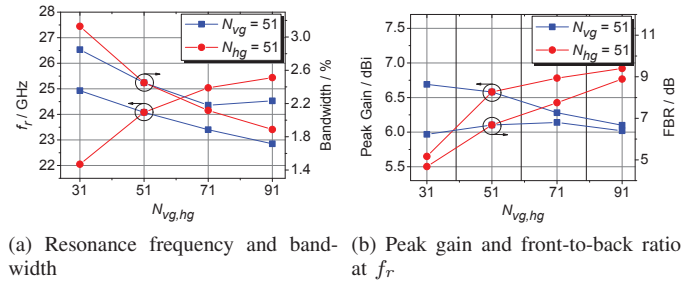 f_r / GHz
28
27
26
25
24
23
22
31
51
71
91
N_vg,hg
3.0
2.6
2.2
1.8
1.4
Bandwidth / %
N_vg = 51
N_hg = 51
Peak Gain / dBi
7.5
7.0
6.5
6.0
5.5
31
51
71
91
N_vg,hg
11
9
7
5
FBR / dB
N_vg = 51
N_hg = 51
(a) Resonance frequency and band-
width
(b) Peak gain and front-to-back ratio
at f_r